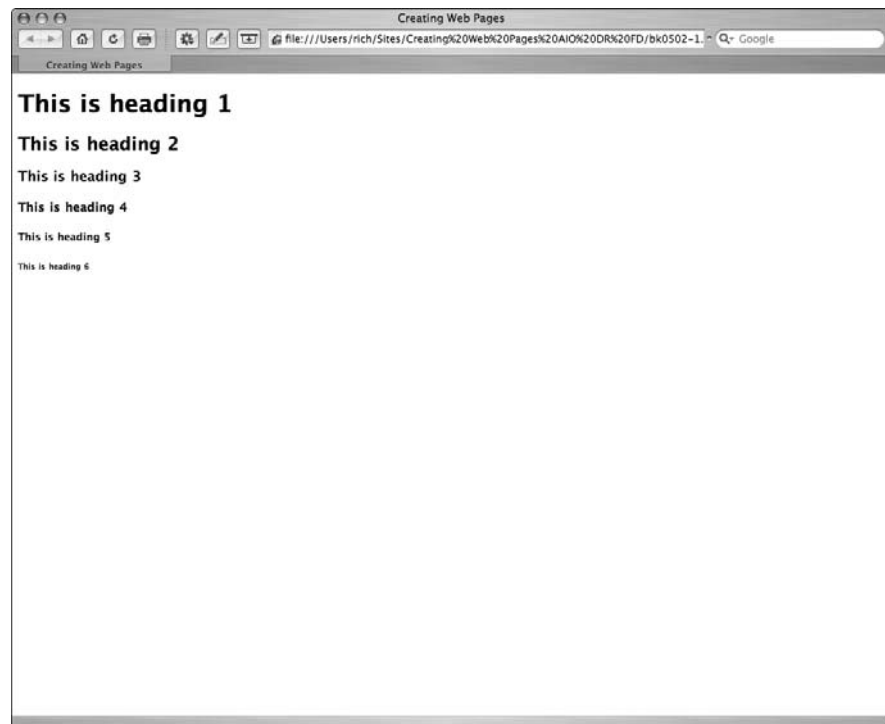 Creating Web Pages
file:///Users/rich/Sites/Creating%20Web%20Pages%20AIO%20DR%20FD/bk0502-1.
Google
Creating Web Pages
This is heading 1
This is heading 2
This is heading 3
This is heading 4
This is heading 5
This is heading 6